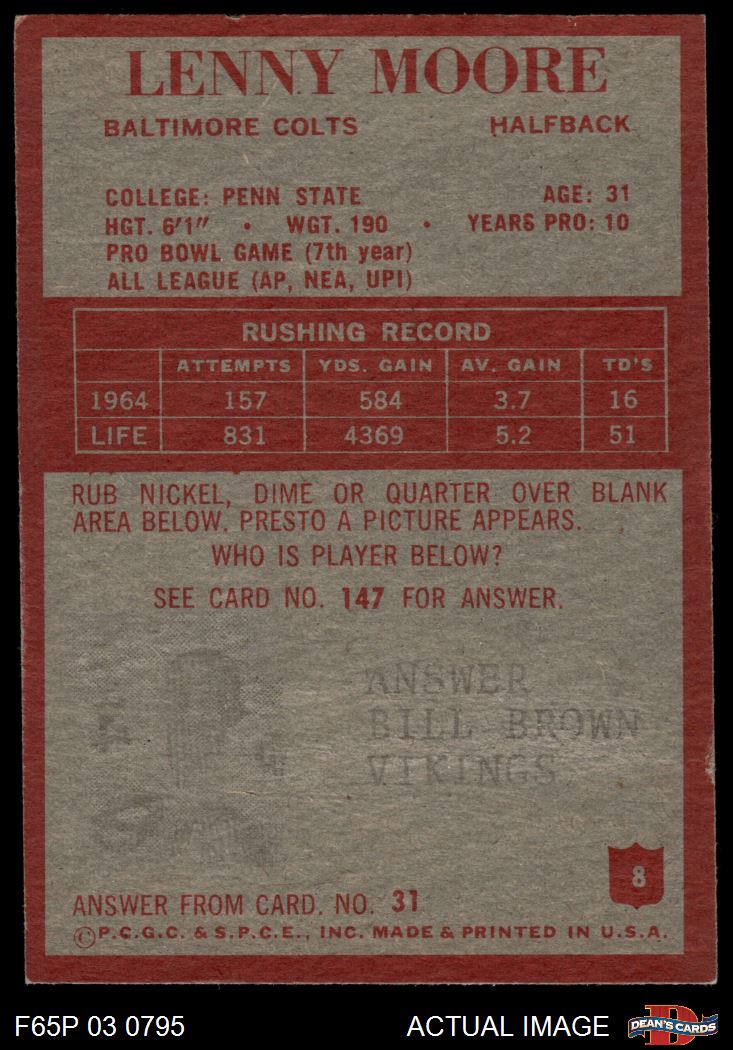 LENNY MOORE
BALTIMORE COLTS HALFBACK
COLLEGE: PENN STATE AGE: 31
HGT. 6'1" • WGT. 190 • YEARS PRO: 10
PRO BOWL GAME (7th year)
ALL LEAGUE (AP, NEA, UPI)
RUSHING RECORD
ATTEMPTS YDS. GAIN AV. GAIN TD'S
1964 157 584 3.7 16
LIFE 831 4369 5.2 51
RUB NICKEL, DIME OR QUARTER OVER BLANK
AREA BELOW. PRESTO A PICTURE APPEARS.
WHO IS PLAYER BELOW?
SEE CARD NO. 147 FOR ANSWER.
ANSWER
BILL BROWN
VIKINGS
8
ANSWER FROM CARD. NO. 31
©P.C.G.C. & S.P.C.E., INC. MADE & PRINTED IN U.S.A.
F65P 03 0795 ACTUAL IMAGE DEAN'S CARDS